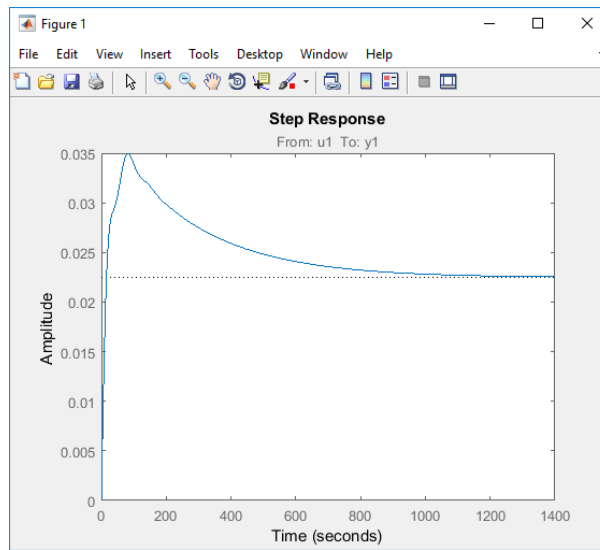 Figure 1
File Edit View Insert Tools Desktop Window Help
Step Response
From: u1 To: y1
0.035
0.03
0.025
0.02
0.015
0.01
0.005
0
Amplitude
0 200 400 600 800 1000 1200 1400
Time (seconds)